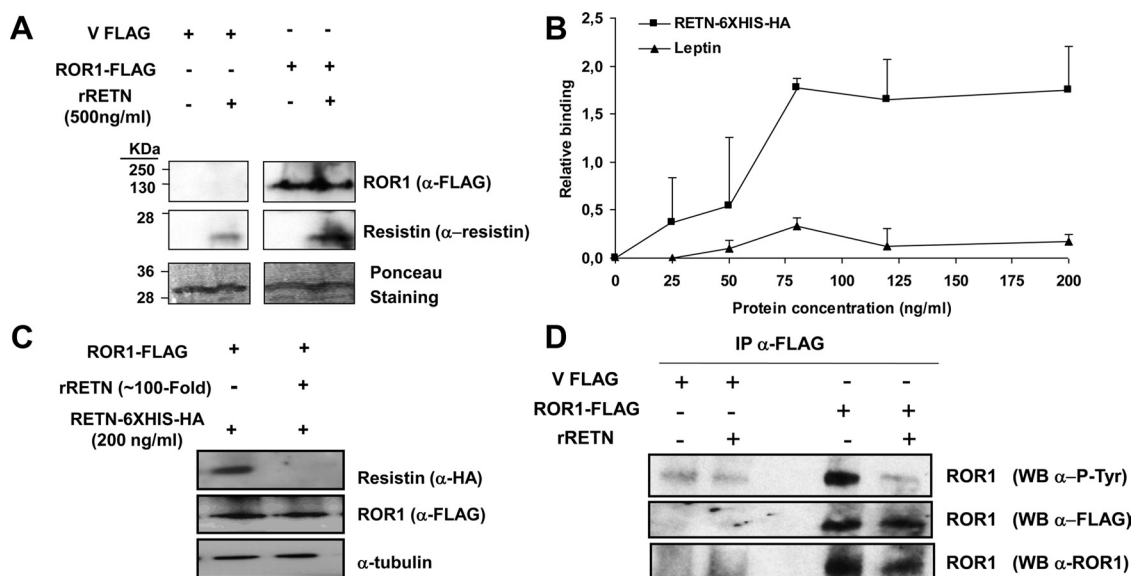 A
V FLAG + + - -
ROR1-FLAG - - + +
rRETN - + - +
(500ng/ml)
KDa
250
130
ROR1 (α-FLAG)
28
Resistin (α–resistin)
36
28
Ponceau
Staining
B
RETN-6XHIS-HA
Leptin
Relative binding
2,5
2,0
1,5
1,0
0,5
0,0
0 25 50 75 100 125 150 175 200
Protein concentration (ng/ml)
C
ROR1-FLAG + +
rRETN (~100-Fold) - +
RETN-6XHIS-HA + +
(200 ng/ml)
Resistin (α-HA)
ROR1 (α-FLAG)
α-tubulin
D
IP α-FLAG
V FLAG + + - -
ROR1-FLAG - - + +
rRETN - + - +
ROR1 (WB α–P-Tyr)
ROR1 (WB α–FLAG)
ROR1 (WB α-ROR1)